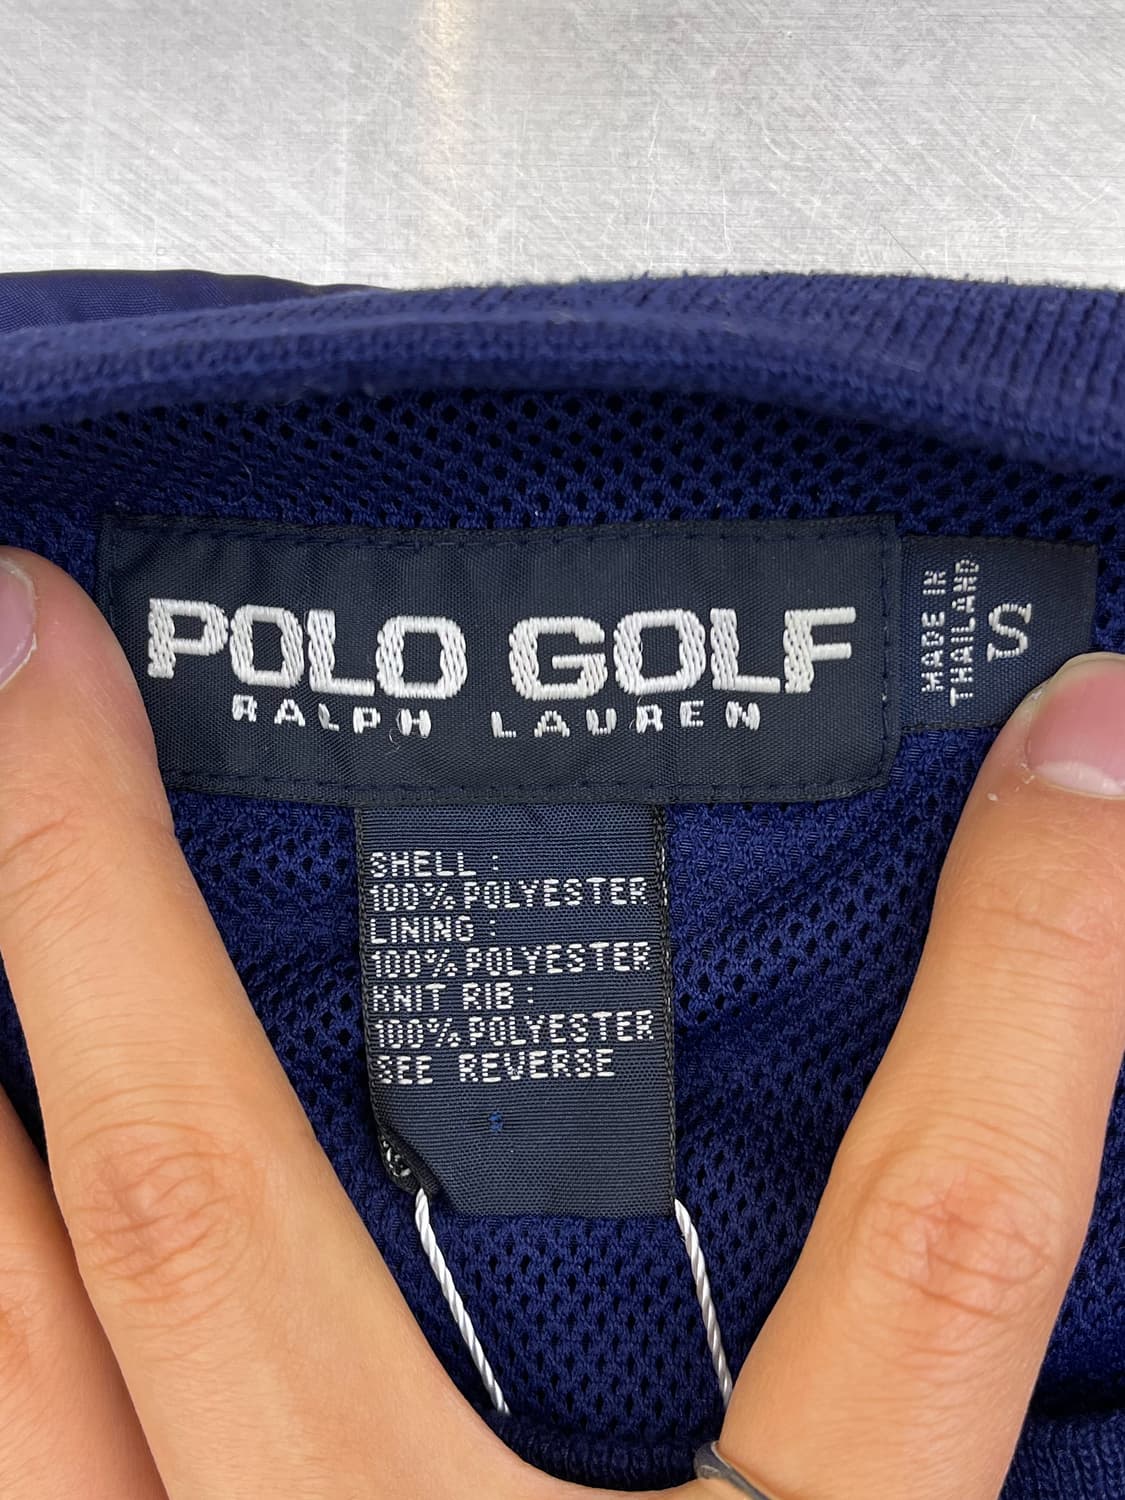 POLO GOLF
RALPH LAUREN
MADE IN
THAILAND
S
SHELL :
100% POLYESTER
LINING :
100% POLYESTER
KNIT RIB :
100% POLYESTER
SEE REVERSE